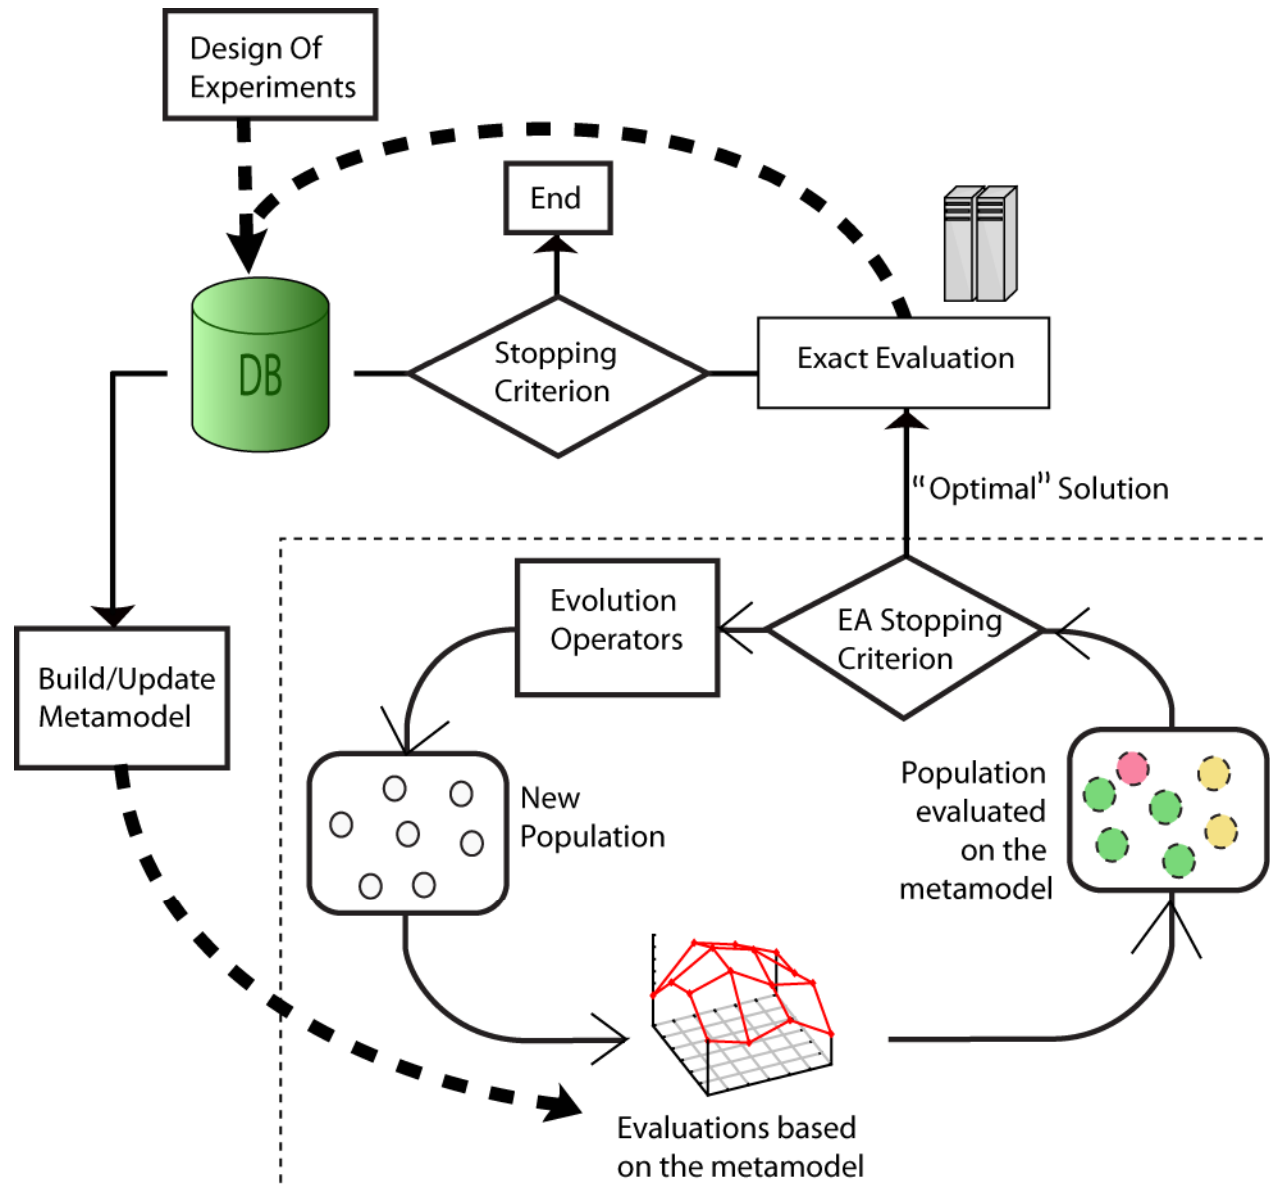 Design Of
Experiments
End
DB
Stopping
Criterion
Exact Evaluation
“Optimal” Solution
Evolution
Operators
EA Stopping
Criterion
Build/Update
Metamodel
New
Population
Population
evaluated
on the
metamodel
Evaluations based
on the metamodel